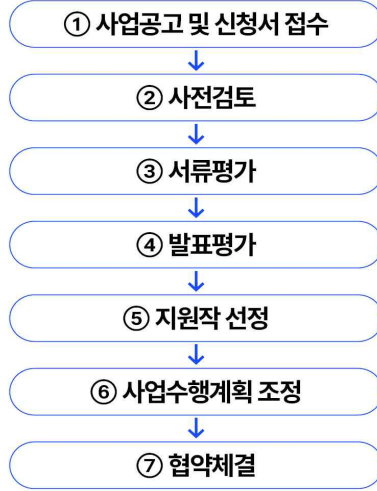 ① 사업공고 및 신청서 접수
② 사전검토
③ 서류평가
④ 발표평가
⑤ 지원작 선정
⑥ 사업수행계획 조정
⑦ 협약체결